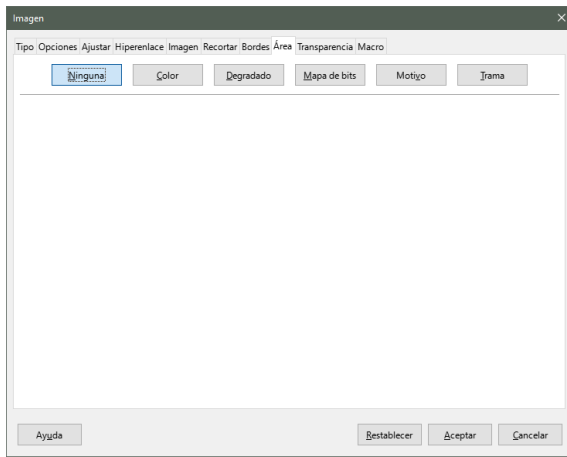 Imagen
Tipo Opciones Ajustar Hiperenlace Imagen Recortar Bordes Área Transparencia Macro
Ninguna Color Degradado Mapa de bits Motivo Trama
Ayuda Restablecer Aceptar Cancelar